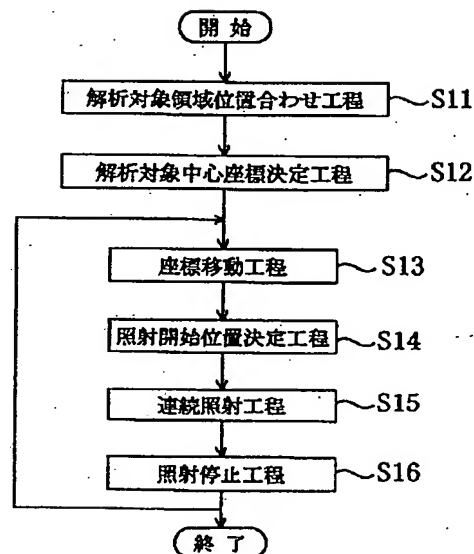 開始
解析対象領域位置合わせ工程 S11
解析対象中心座標決定工程 S12
座標移動工程 S13
照射開始位置決定工程 S14
連続照射工程 S15
照射停止工程 S16
終了